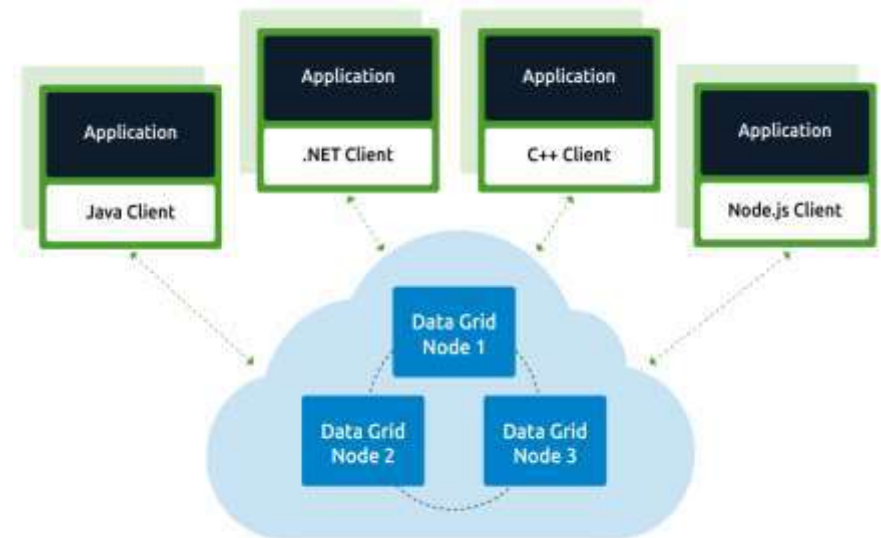 Application
.NET Client
Application
C++ Client
Application
Java Client
Application
Node.js Client
Data Grid
Node 1
Data Grid
Node 2
Data Grid
Node 3